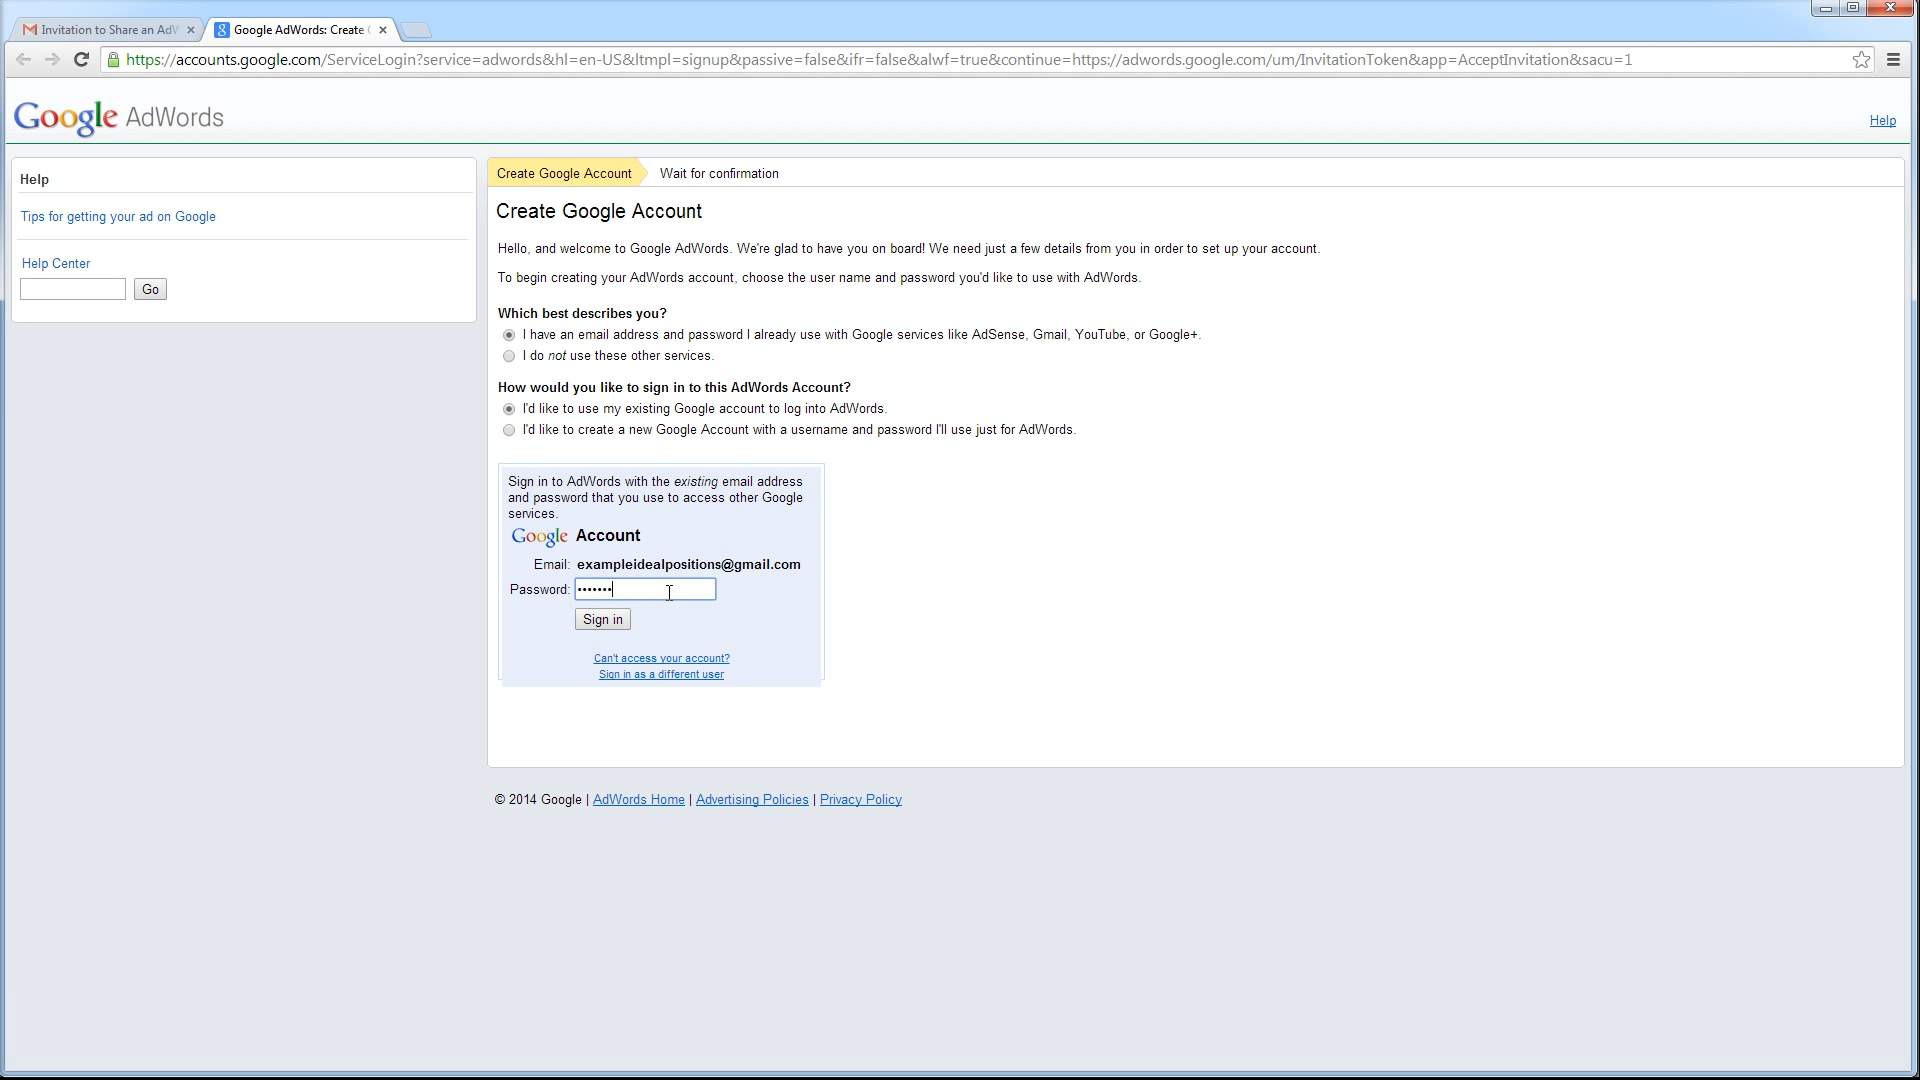 Invitation to Share an AdW
Google AdWords: Create
https://accounts.google.com/ServiceLogin?service=adwords&hl=en-US&ltmpl=signup&passive=false&ifr=false&alwf=true&continue=https://adwords.google.com/um/InvitationToken&app=AcceptInvitation&sacu=1
Google AdWords
Help
Help
Tips for getting your ad on Google
Help Center
Go
Create Google Account
Wait for confirmation
Create Google Account
Hello, and welcome to Google AdWords. We're glad to have you on board! We need just a few details from you in order to set up your account.
To begin creating your AdWords account, choose the user name and password you'd like to use with AdWords.
Which best describes you?
I have an email address and password I already use with Google services like AdSense, Gmail, YouTube, or Google+.
I do not use these other services.
How would you like to sign in to this AdWords Account?
I'd like to use my existing Google account to log into AdWords.
I'd like to create a new Google Account with a username and password I'll use just for AdWords.
Sign in to AdWords with the existing email address
and password that you use to access other Google
services.
Google Account
Email: exampleidealpositions@gmail.com
Password: •••••••
Sign in
Can't access your account?
Sign in as a different user
© 2014 Google | AdWords Home | Advertising Policies | Privacy Policy